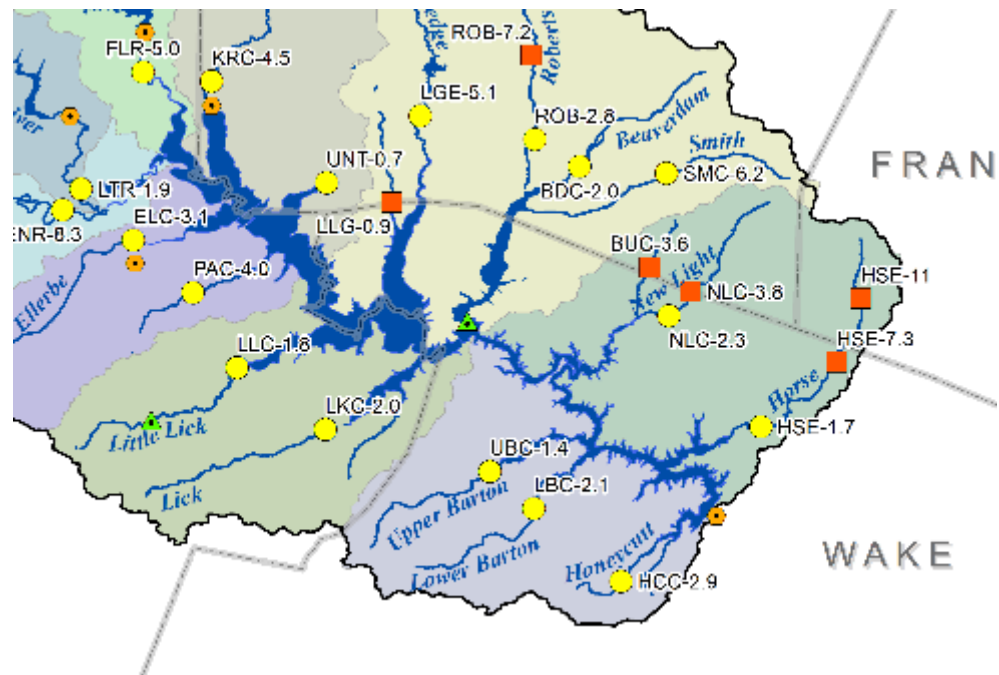 ROB-7.2
Roberts
FLR-5.0
KRC-4.5
LGE-5.1
ROB-2.8
Beaverdam
Smith
FRAN
UNT-0.7
BDC-2.0
SMC-6.2
LTR-1.9
ENR-8.3
ELC-3.1
LLG-0.9
BUC-3.6
New Light
PAC-4.0
NLC-3.8
HSE-11
Ellerbe
NLC-2.3
HSE-7.3
LLC-1.8
Horse
LKC-2.0
HSE-1.7
Little Lick
UBC-1.4
Lick
LBC-2.1
Upper Barton
WAKE
Lower Barton
Honeycutt
HCC-2.9